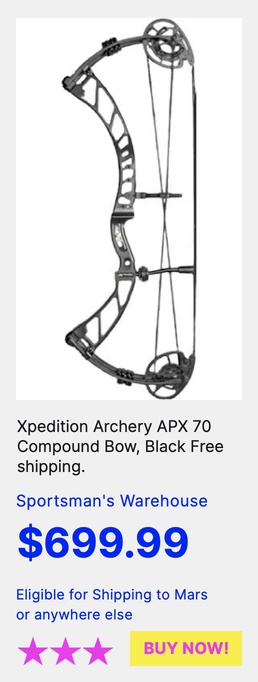 Xpedition Archery APX 70
Compound Bow, Black Free
shipping.
Sportsman's Warehouse
$699.99
Eligible for Shipping to Mars
or anywhere else
BUY NOW!